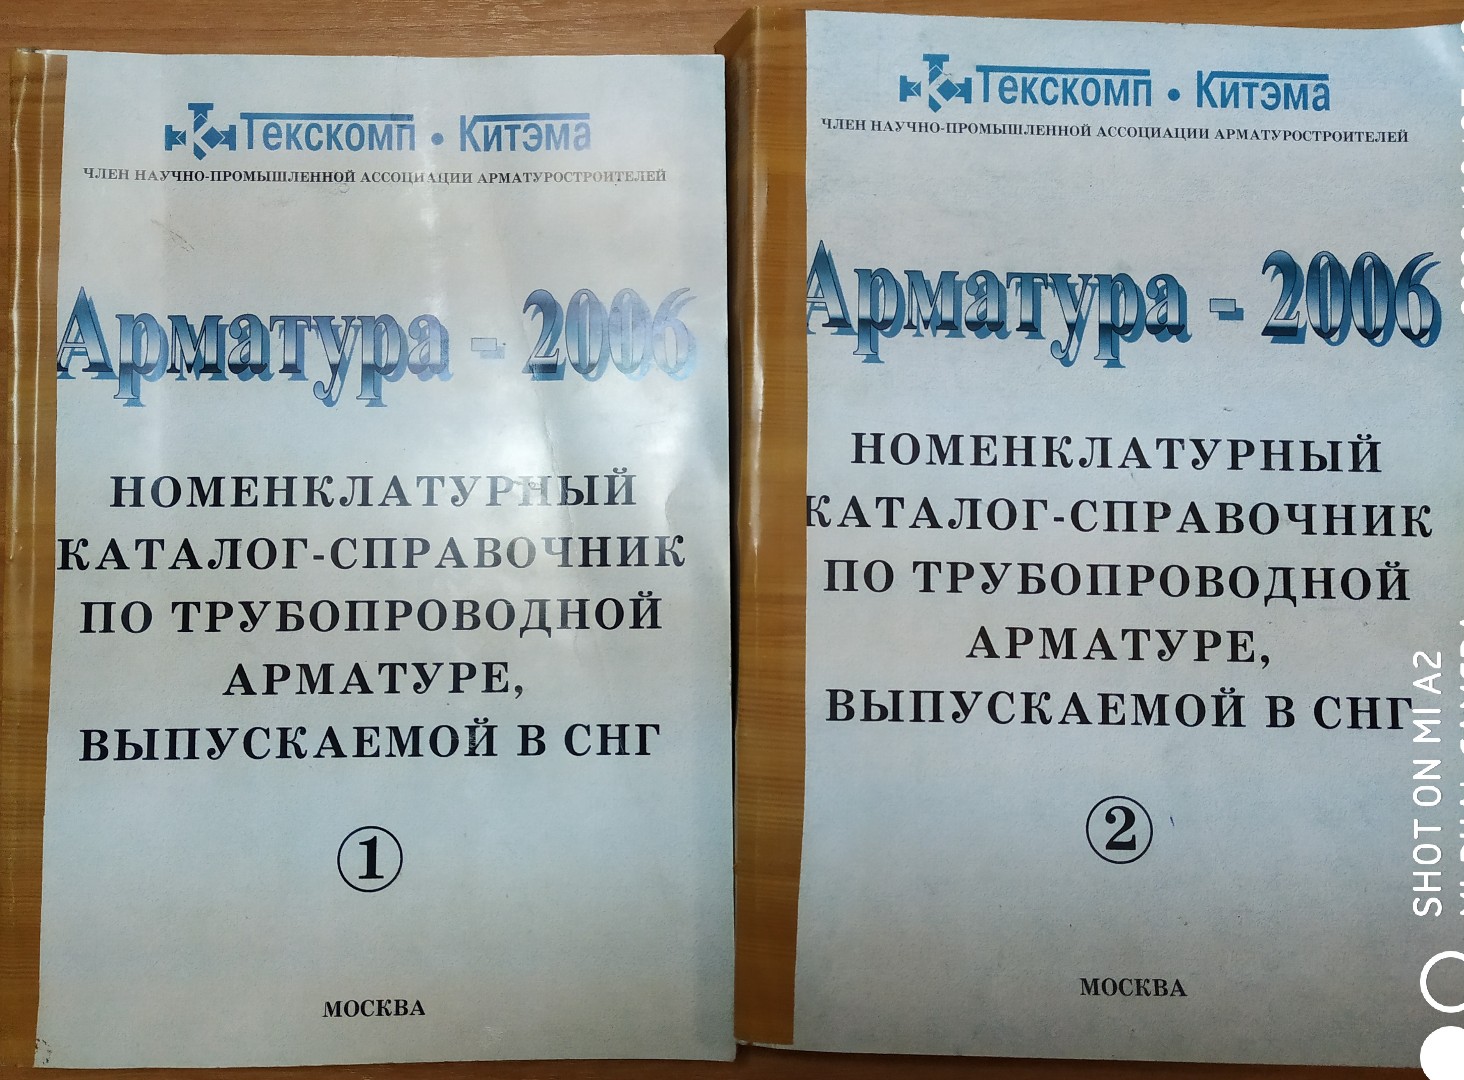 Текскомп • Китэма
ЧЛЕН НАУЧНО-ПРОМЫШЛЕННОЙ АССОЦИАЦИИ АРМАТУРОСТРОИТЕЛЕЙ
Арматура - 2006
НОМЕНКЛАТУРНЫЙ
КАТАЛОГ-СПРАВОЧНИК
ПО ТРУБОПРОВОДНОЙ
АРМАТУРЕ,
ВЫПУСКАЕМОЙ В СНГ
1
МОСКВА
Текскомп • Китэма
ЧЛЕН НАУЧНО-ПРОМЫШЛЕННОЙ АССОЦИАЦИИ АРМАТУРОСТРОИТЕЛЕЙ
Арматура - 2006
НОМЕНКЛАТУРНЫЙ
КАТАЛОГ-СПРАВОЧНИК
ПО ТРУБОПРОВОДНОЙ
АРМАТУРЕ,
ВЫПУСКАЕМОЙ В СНГ
2
МОСКВА
SHOT ON MI A2